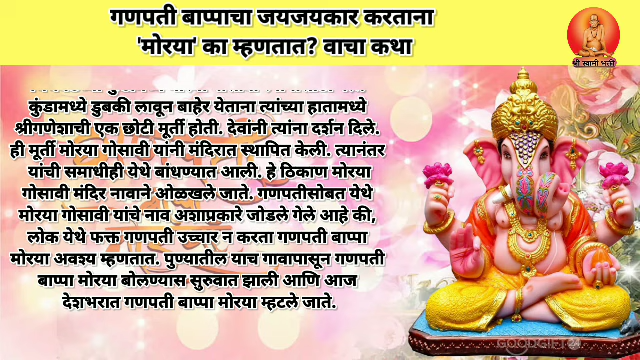 गणपती बाप्पाचा जयजयकार करताना
'मोरया' का म्हणतात? वाचा कथा
श्री स्वामी भक्ती
कुंडामध्ये डुबकी लावून बाहेर येताना त्यांच्या हातामध्ये
श्रीगणेशाची एक छोटी मूर्ती होती. देवांनी त्यांना दर्शन दिले.
ही मूर्ती मोरया गोसावी यांनी मंदिरात स्थापित केली. त्यानंतर
यांची समाधीही येथे बांधण्यात आली. हे ठिकाण मोरया
गोसावी मंदिर नावाने ओळखले जाते. गणपतीसोबत येथे
मोरया गोसावी यांचे नाव अशाप्रकारे जोडले गेले आहे की,
लोक येथे फक्त गणपती उच्चार न करता गणपती बाप्पा
मोरया अवश्य म्हणतात. पुण्यातील याच गावापासून गणपती
बाप्पा मोरया बोलण्यास सुरुवात झाली आणि आज
देशभरात गणपती बाप्पा मोरया म्हटले जाते.